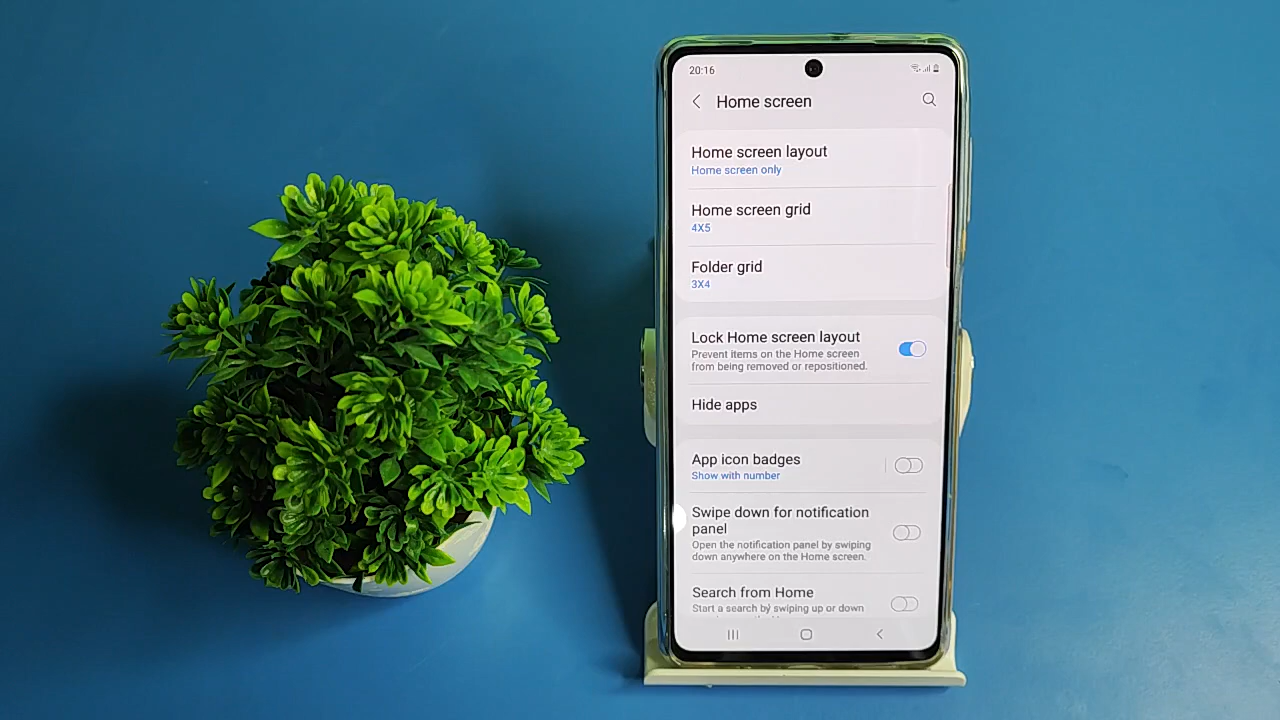 20:16
Home screen
Home screen layout
Home screen only
Home screen grid
4X5
Folder grid
3X4
Lock Home screen layout
Prevent items on the Home screen
from being removed or repositioned.
Hide apps
App icon badges
Show with number
Swipe down for notification
panel
Open the notification panel by swiping
down anywhere on the Home screen.
Search from Home
Start a search by swiping up or down